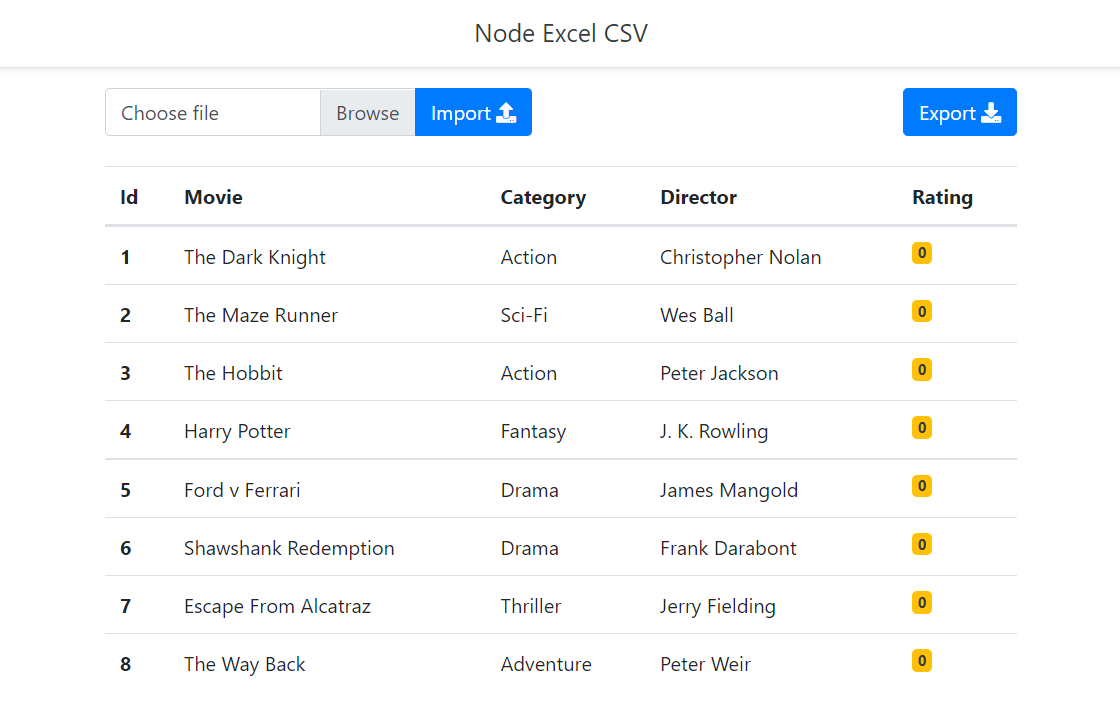 Node Excel CSV
Choose file Browse Import Export
Id Movie Category Director Rating
1 The Dark Knight Action Christopher Nolan 0
2 The Maze Runner Sci-Fi Wes Ball 0
3 The Hobbit Action Peter Jackson 0
4 Harry Potter Fantasy J. K. Rowling 0
5 Ford v Ferrari Drama James Mangold 0
6 Shawshank Redemption Drama Frank Darabont 0
7 Escape From Alcatraz Thriller Jerry Fielding 0
8 The Way Back Adventure Peter Weir 0